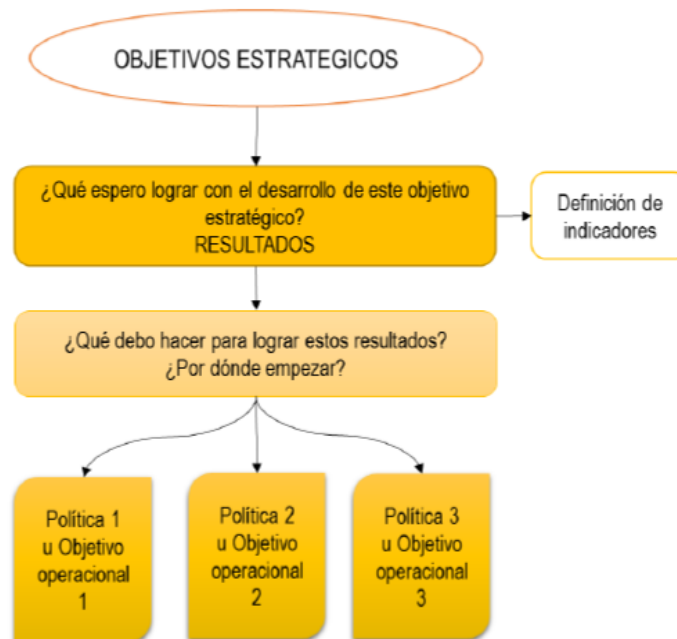 OBJETIVOS ESTRATEGICOS
¿Qué espero lograr con el desarrollo de este objetivo
estratégico?
RESULTADOS
Definición de
indicadores
¿Qué debo hacer para lograr estos resultados?
¿Por dónde empezar?
Política 1
u Objetivo
operacional
1
Política 2
u Objetivo
operacional
2
Política 3
u Objetivo
operacional
3